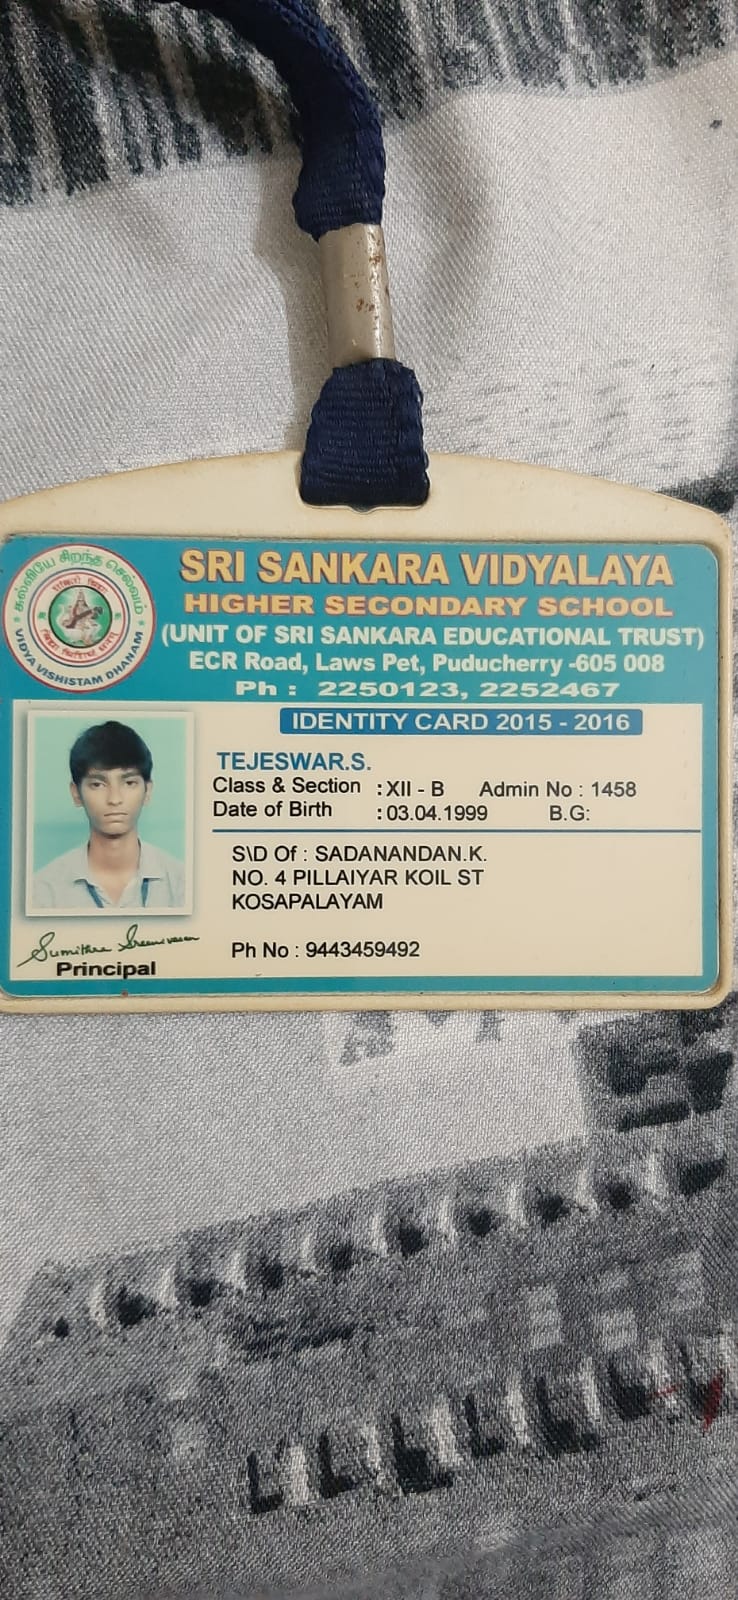 கல்வியே சிறந்த செல்வம்
VIDYA VISHISTAM DHANAM
SRI SANKARA VIDYALAYA
HIGHER SECONDARY SCHOOL
(UNIT OF SRI SANKARA EDUCATIONAL TRUST)
ECR Road, Laws Pet, Puducherry -605 008
Ph : 2250123, 2252467
IDENTITY CARD 2015 - 2016
TEJESWAR.S.
Class & Section : XII - B Admin No : 1458
Date of Birth : 03.04.1999 B.G:
S\D Of : SADANANDAN.K.
NO. 4 PILLAIYAR KOIL ST
KOSAPALAYAM
Ph No : 9443459492
Sumithra Sreenivasan
Principal